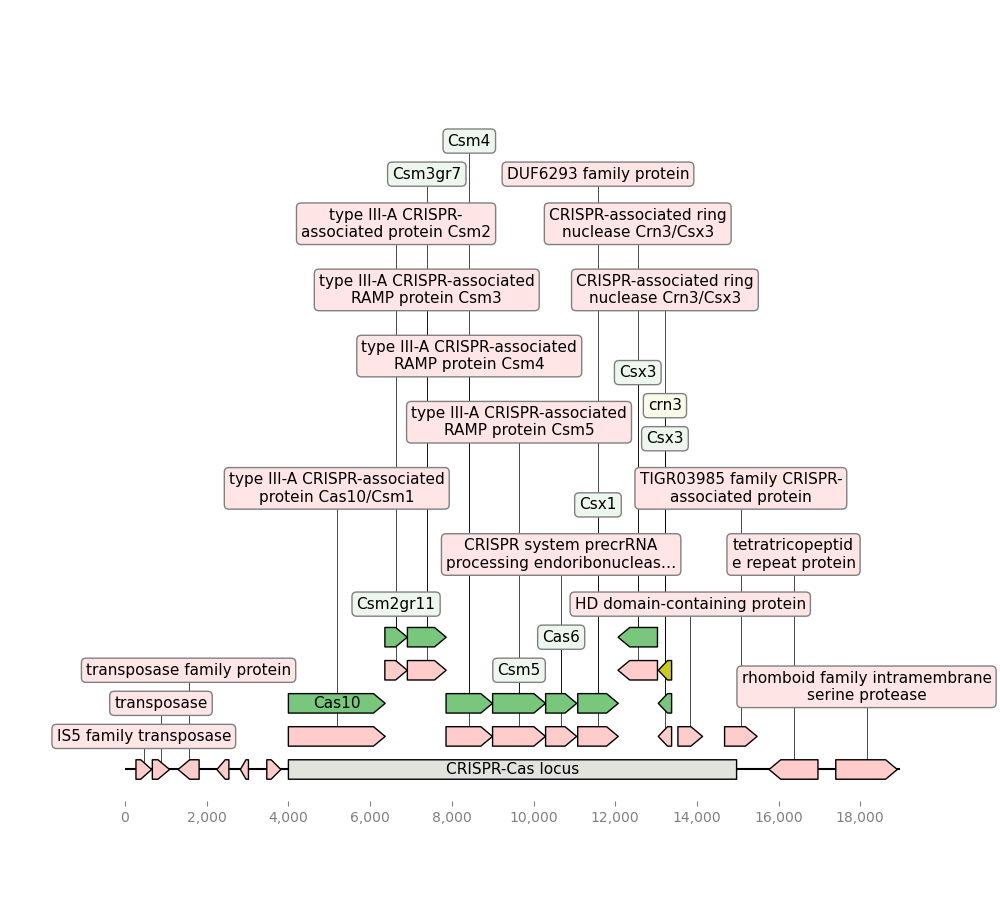 Csm4
Csm3gr7
DUF6293 family protein
type III-A CRISPR-
associated protein Csm2
CRISPR-associated ring
nuclease Crn3/Csx3
type III-A CRISPR-associated
RAMP protein Csm3
CRISPR-associated ring
nuclease Crn3/Csx3
type III-A CRISPR-associated
RAMP protein Csm4
Csx3
crn3
type III-A CRISPR-associated
RAMP protein Csm5
Csx3
type III-A CRISPR-associated
protein Cas10/Csm1
TIGR03985 family CRISPR-
associated protein
Csx1
CRISPR system precrRNA
processing endoribonucleas...
tetratricopeptid
e repeat protein
Csm2gr11
HD domain-containing protein
Cas6
transposase family protein
Csm5
rhomboid family intramembrane
serine protease
transposase
Cas10
IS5 family transposase
CRISPR-Cas locus
0 2,000 4,000 6,000 8,000 10,000 12,000 14,000 16,000 18,000